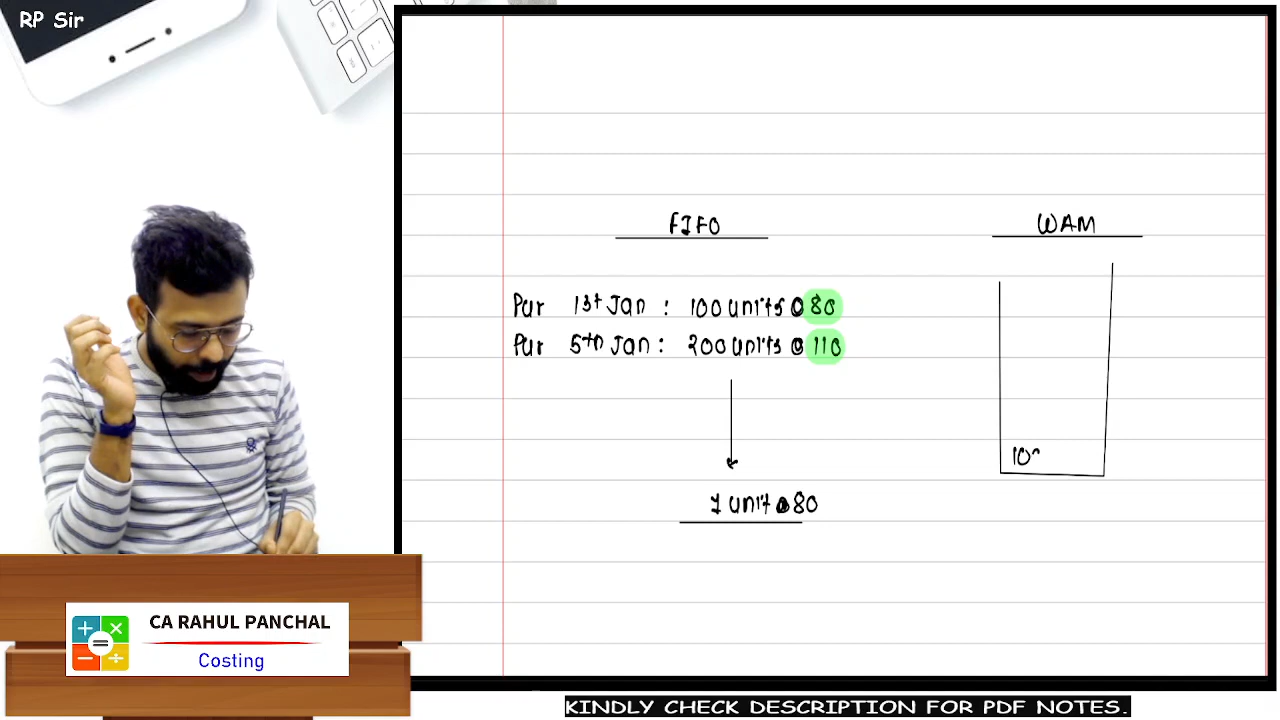 RP Sir
FIFO
WAM
Pur 1st Jan : 100 units @ 80
Pur 5th Jan : 200 units @ 110
1 unit @ 80
CA RAHUL PANCHAL
Costing
KINDLY CHECK DESCRIPTION FOR PDF NOTES.